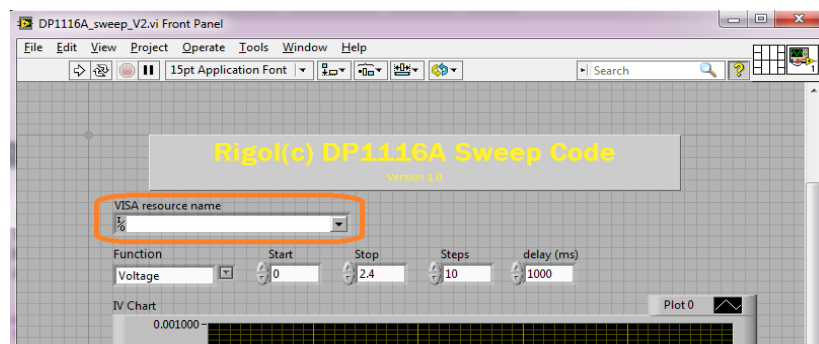 DP1116A_sweep_V2.vi Front Panel
File Edit View Project Operate Tools Window Help
15pt Application Font Search ? 1
Rigol(c) DP1116A Sweep Code
Version 1.0
VISA resource name
I/O
Function Start Stop Steps delay (ms)
Voltage 0 2.4 10 1000
IV Chart Plot 0
0.001000